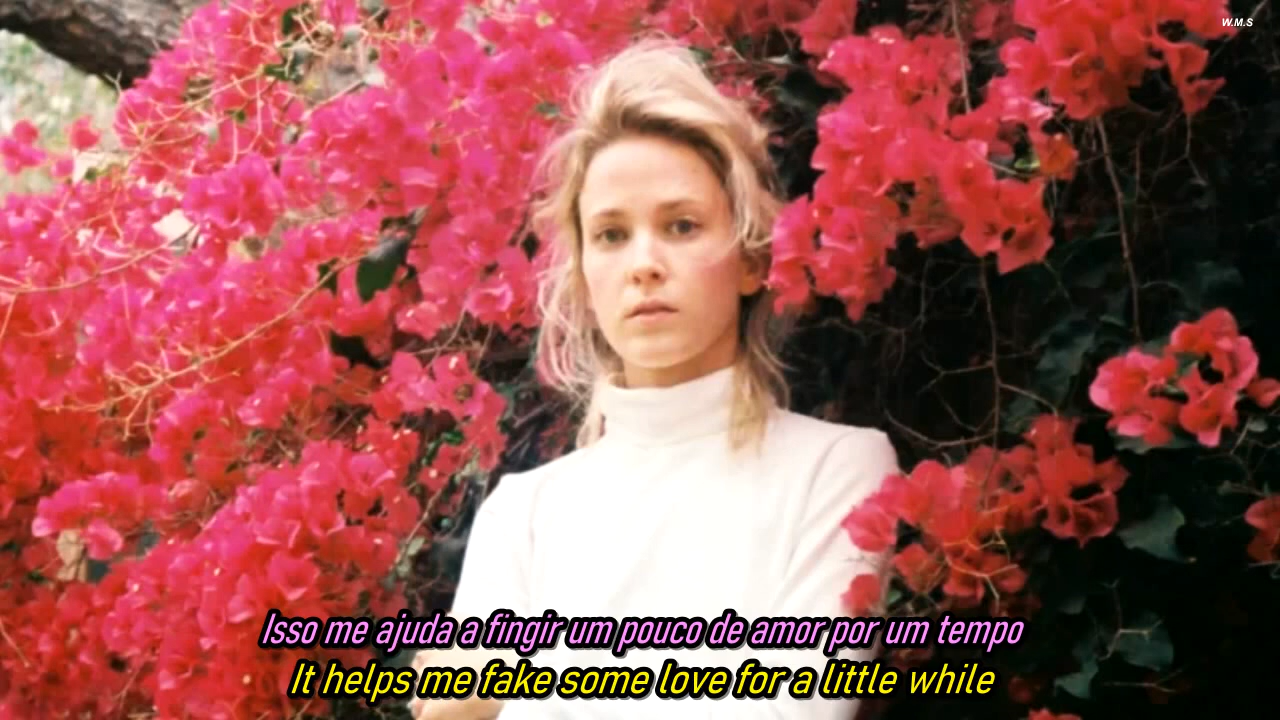 W.M.S
Isso me ajuda a fingir um pouco de amor por um tempo
It helps me fake some love for a little while